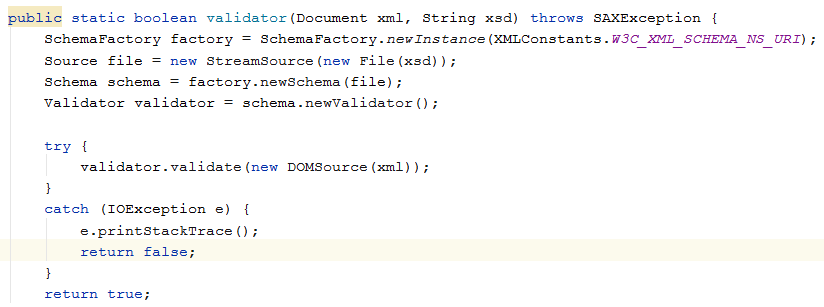 public static boolean validator(Document xml, String xsd) throws SAXException {
SchemaFactory factory = SchemaFactory.newInstance(XMLConstants.W3C_XML_SCHEMA_NS_URI);
Source file = new StreamSource(new File(xsd));
Schema schema = factory.newSchema(file);
Validator validator = schema.newValidator();
try {
validator.validate(new DOMSource(xml));
}
catch (IOException e) {
e.printStackTrace();
return false;
}
return true;